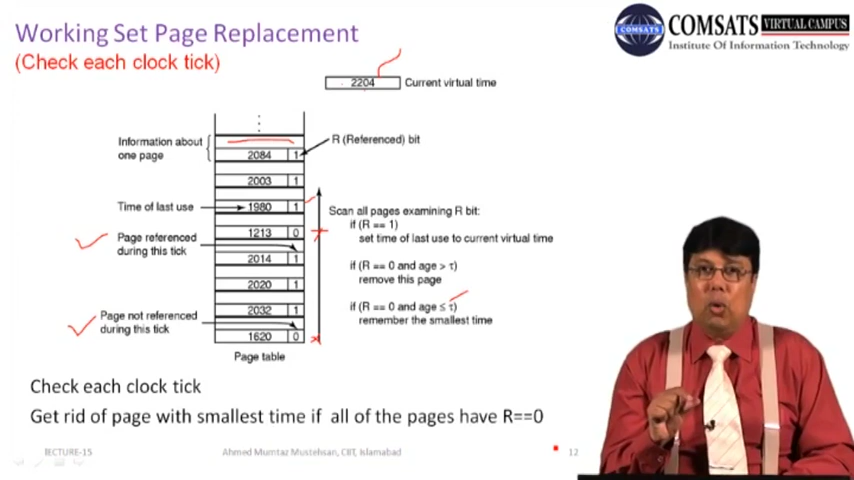 Working Set Page Replacement
(Check each clock tick)
COMSATS VIRTUAL CAMPUS
COMSATS
Institute Of Information Technology
2204 Current virtual time
Information about
one page
2084 1
R (Referenced) bit
2003 1
Time of last use
1980 1
Scan all pages examining R bit:
if (R == 1)
set time of last use to current virtual time
1213 0
Page referenced
during this tick
2014 1
if (R == 0 and age > τ)
remove this page
2020 1
2032 1
if (R == 0 and age ≤ τ)
remember the smallest time
Page not referenced
during this tick
1620 0
Page table
Check each clock tick
Get rid of page with smallest time if all of the pages have R==0
LECTURE-15
Ahmed Mumtaz Mustehsan, CIIT, Islamabad
12